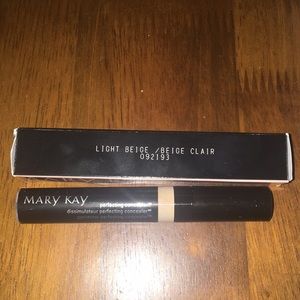 LIGHT BEIGE /BEIGE CLAIR
092193
MARY KAY
perfecting concealer
dissimulateur perfecting concealer